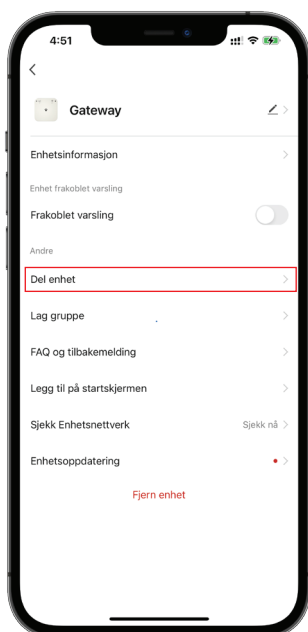 4:51
Gateway
Enhetsinformasjon
Enhet frakoblet varsling
Frakoblet varsling
Andre
Del enhet
Lag gruppe
FAQ og tilbakemelding
Legg til på startskjermen
Sjekk Enhetsnettverk Sjekk nå
Enhetsoppdatering
Fjern enhet